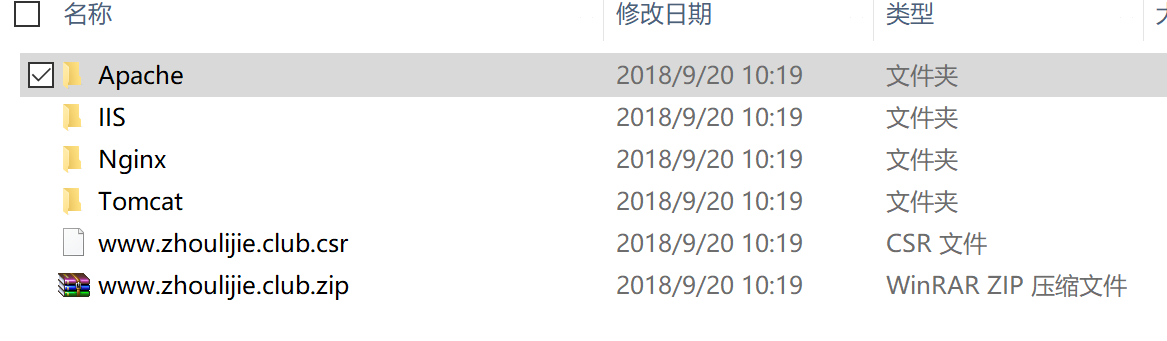 名称 修改日期 类型
Apache 2018/9/20 10:19 文件夹
IIS 2018/9/20 10:19 文件夹
Nginx 2018/9/20 10:19 文件夹
Tomcat 2018/9/20 10:19 文件夹
www.zhoulijie.club.csr 2018/9/20 10:19 CSR 文件
www.zhoulijie.club.zip 2018/9/20 10:19 WinRAR ZIP 压缩文件